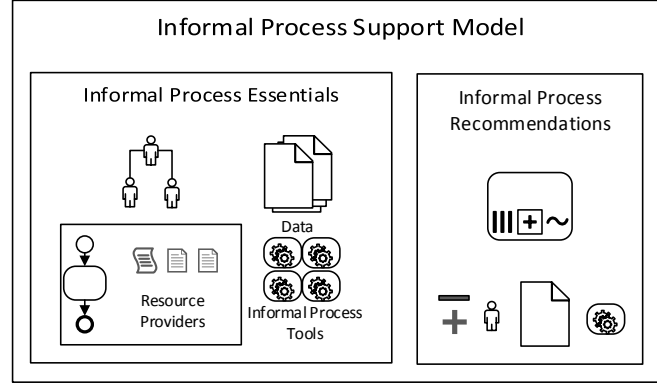 Informal Process Support Model
Informal Process Essentials
Data
Resource
Providers
Informal Process
Tools
Informal Process
Recommendations